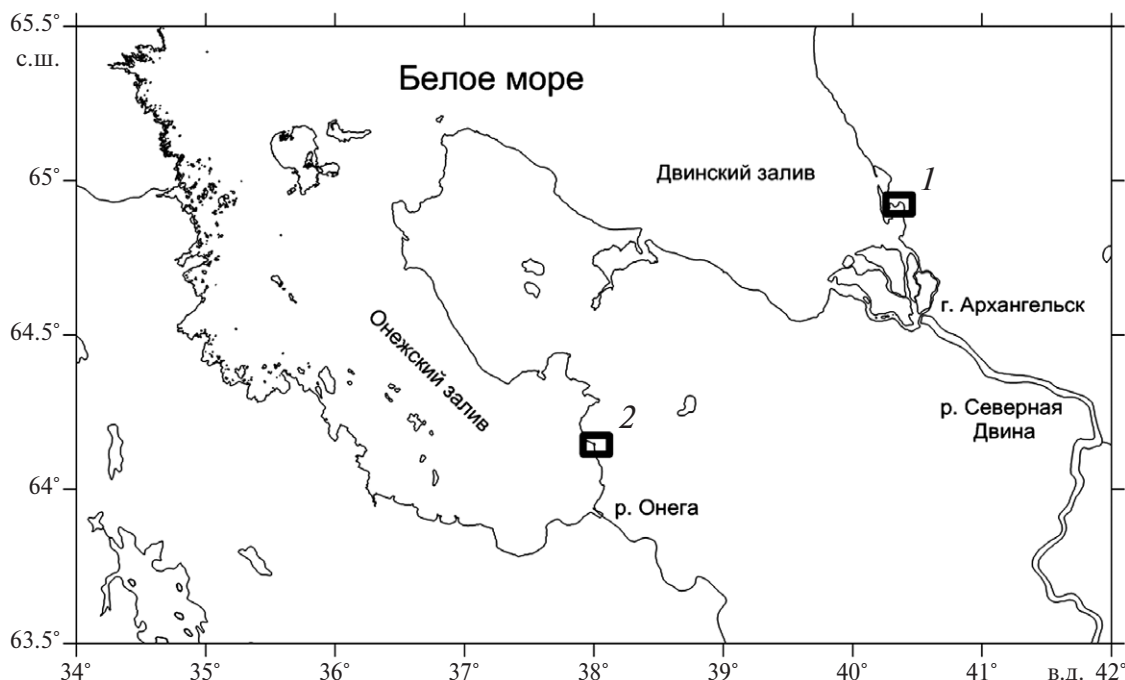 65.5°
с.ш.
Белое море
65°
Двинский залив
1
64.5°
г. Архангельск
Онежский залив
р. Северная
Двина
2
64°
р. Онега
63.5°
34° 35° 36° 37° 38° 39° 40° 41° в.д. 42°